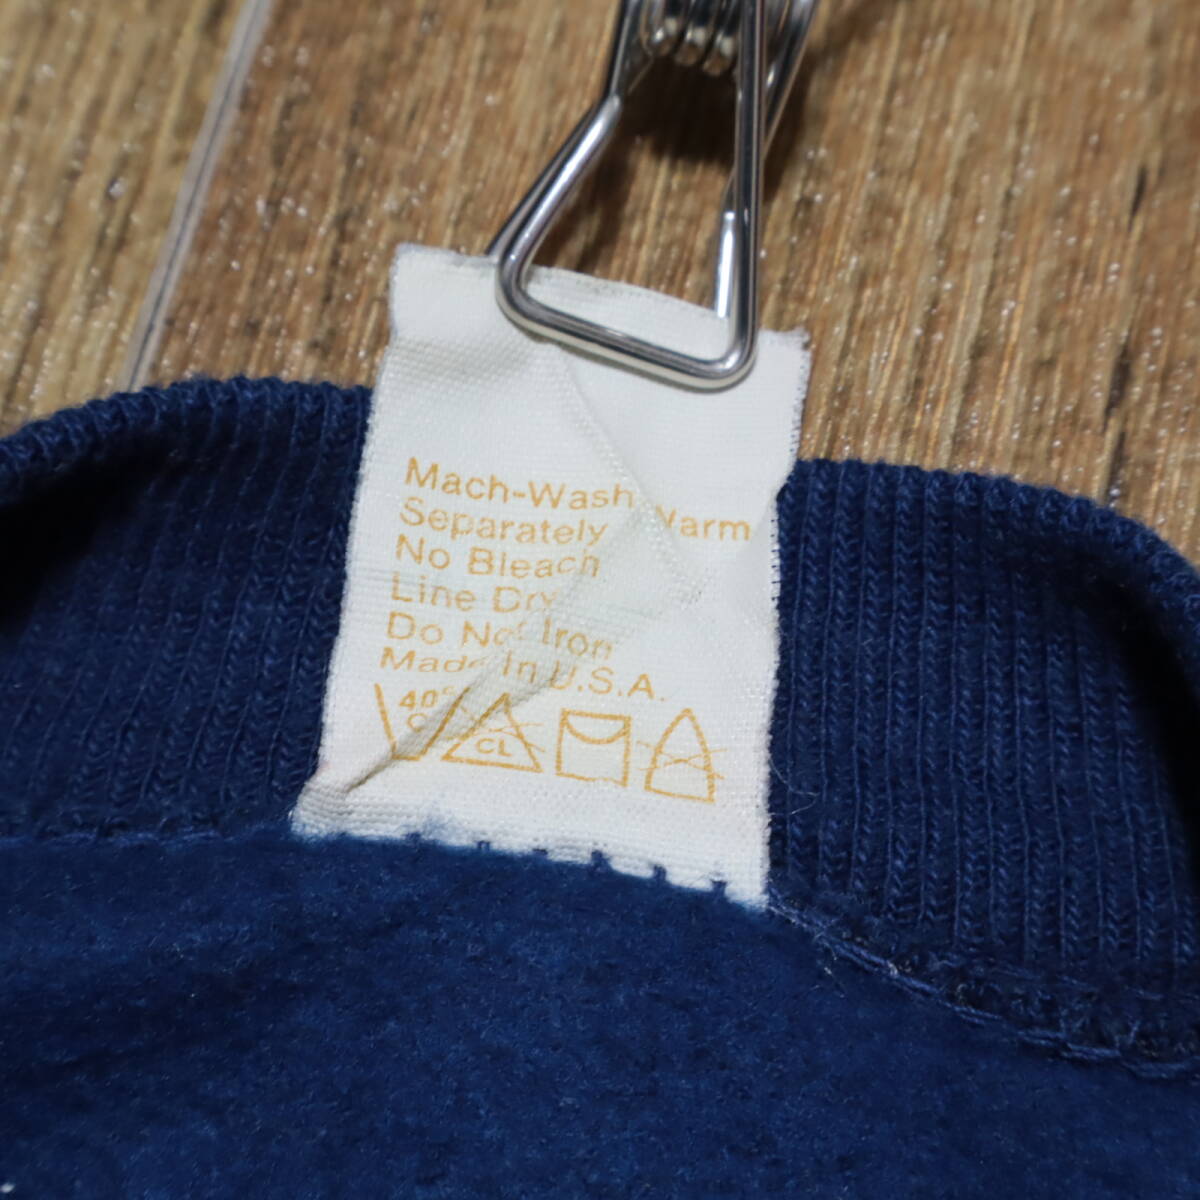 Mach-Wash Warm
Separately
No Bleach
Line Dry
Do Not Iron
Made In U.S.A.
40°
C
CL